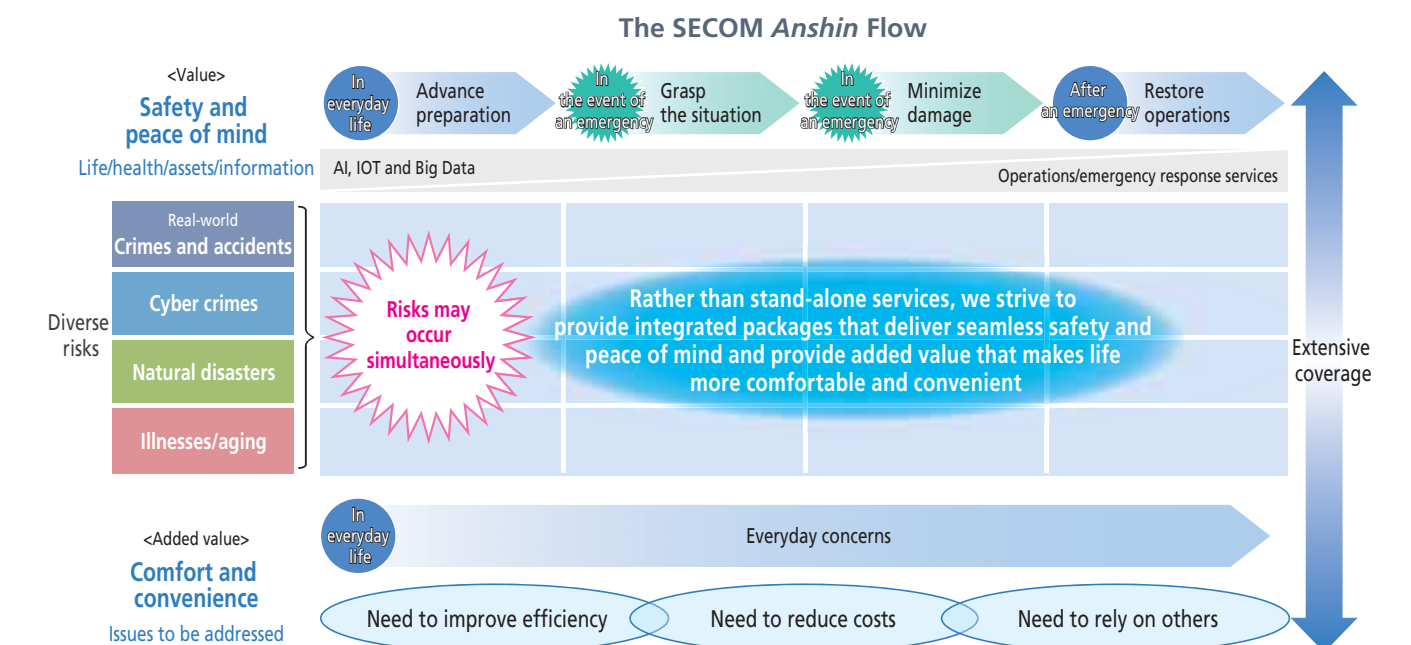 The SECOM Anshin Flow
<Value>
Safety and
peace of mind
Life/health/assets/information
In
everyday
life
Advance
preparation
In
the event of
an emergency
Grasp
the situation
In
the event of
an emergency
Minimize
damage
After
an emergency
Restore
operations
AI, IOT and Big Data
Operations/emergency response services
Diverse
risks
Real-world
Crimes and accidents
Cyber crimes
Natural disasters
Illnesses/aging
Risks may
occur
simultaneously
Rather than stand-alone services, we strive to
provide integrated packages that deliver seamless safety and
peace of mind and provide added value that makes life
more comfortable and convenient
Extensive
coverage
<Added value>
Comfort and
convenience
Issues to be addressed
In
everyday
life
Everyday concerns
Need to improve efficiency
Need to reduce costs
Need to rely on others